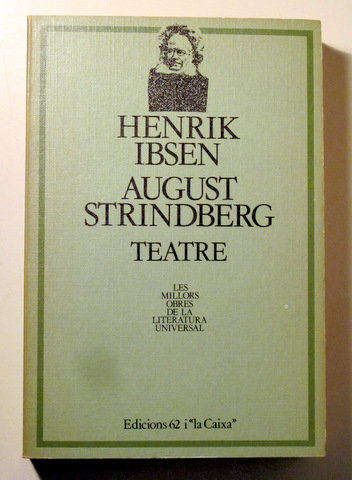 HENRIK
IBSEN
AUGUST
STRINDBERG
TEATRE
LES
MILLORS
OBRES
DE LA
LITERATURA
UNIVERSAL
Edicions 62 i "la Caixa"